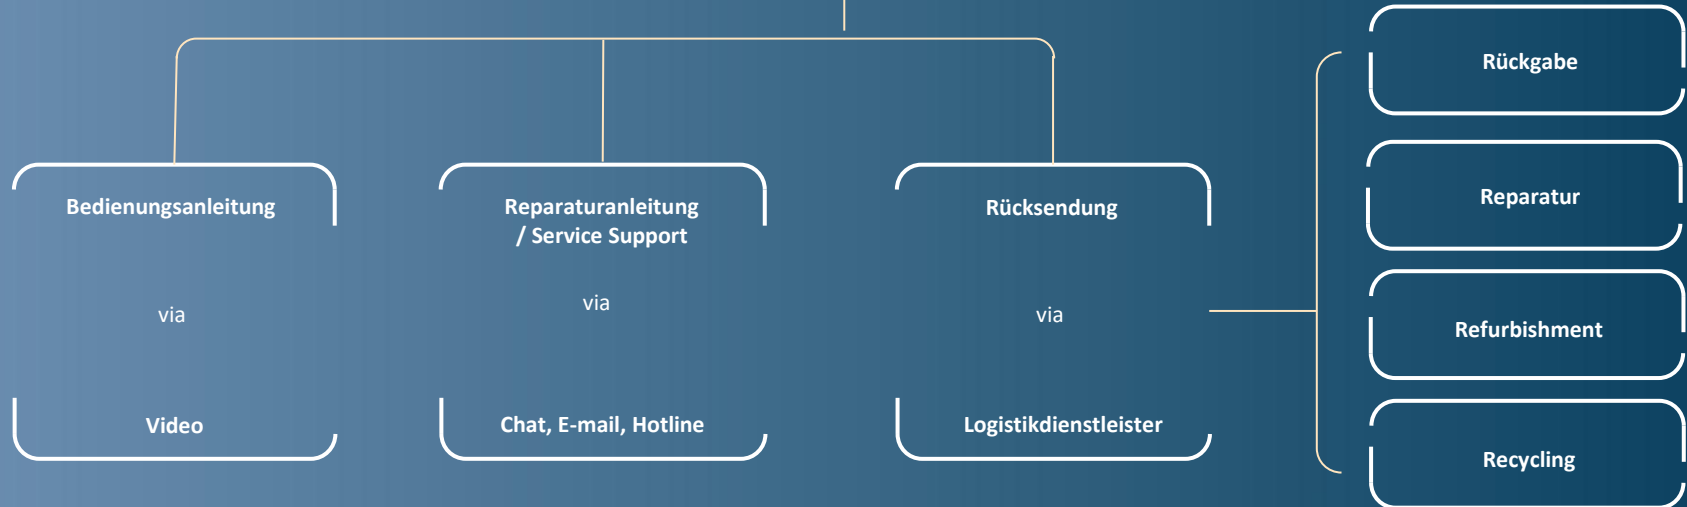 Bedienungsanleitung
via
Video
Reparaturanleitung
/ Service Support
via
Chat, E-mail, Hotline
Rücksendung
via
Logistikdienstleister
Rückgabe
Reparatur
Refurbishment
Recycling